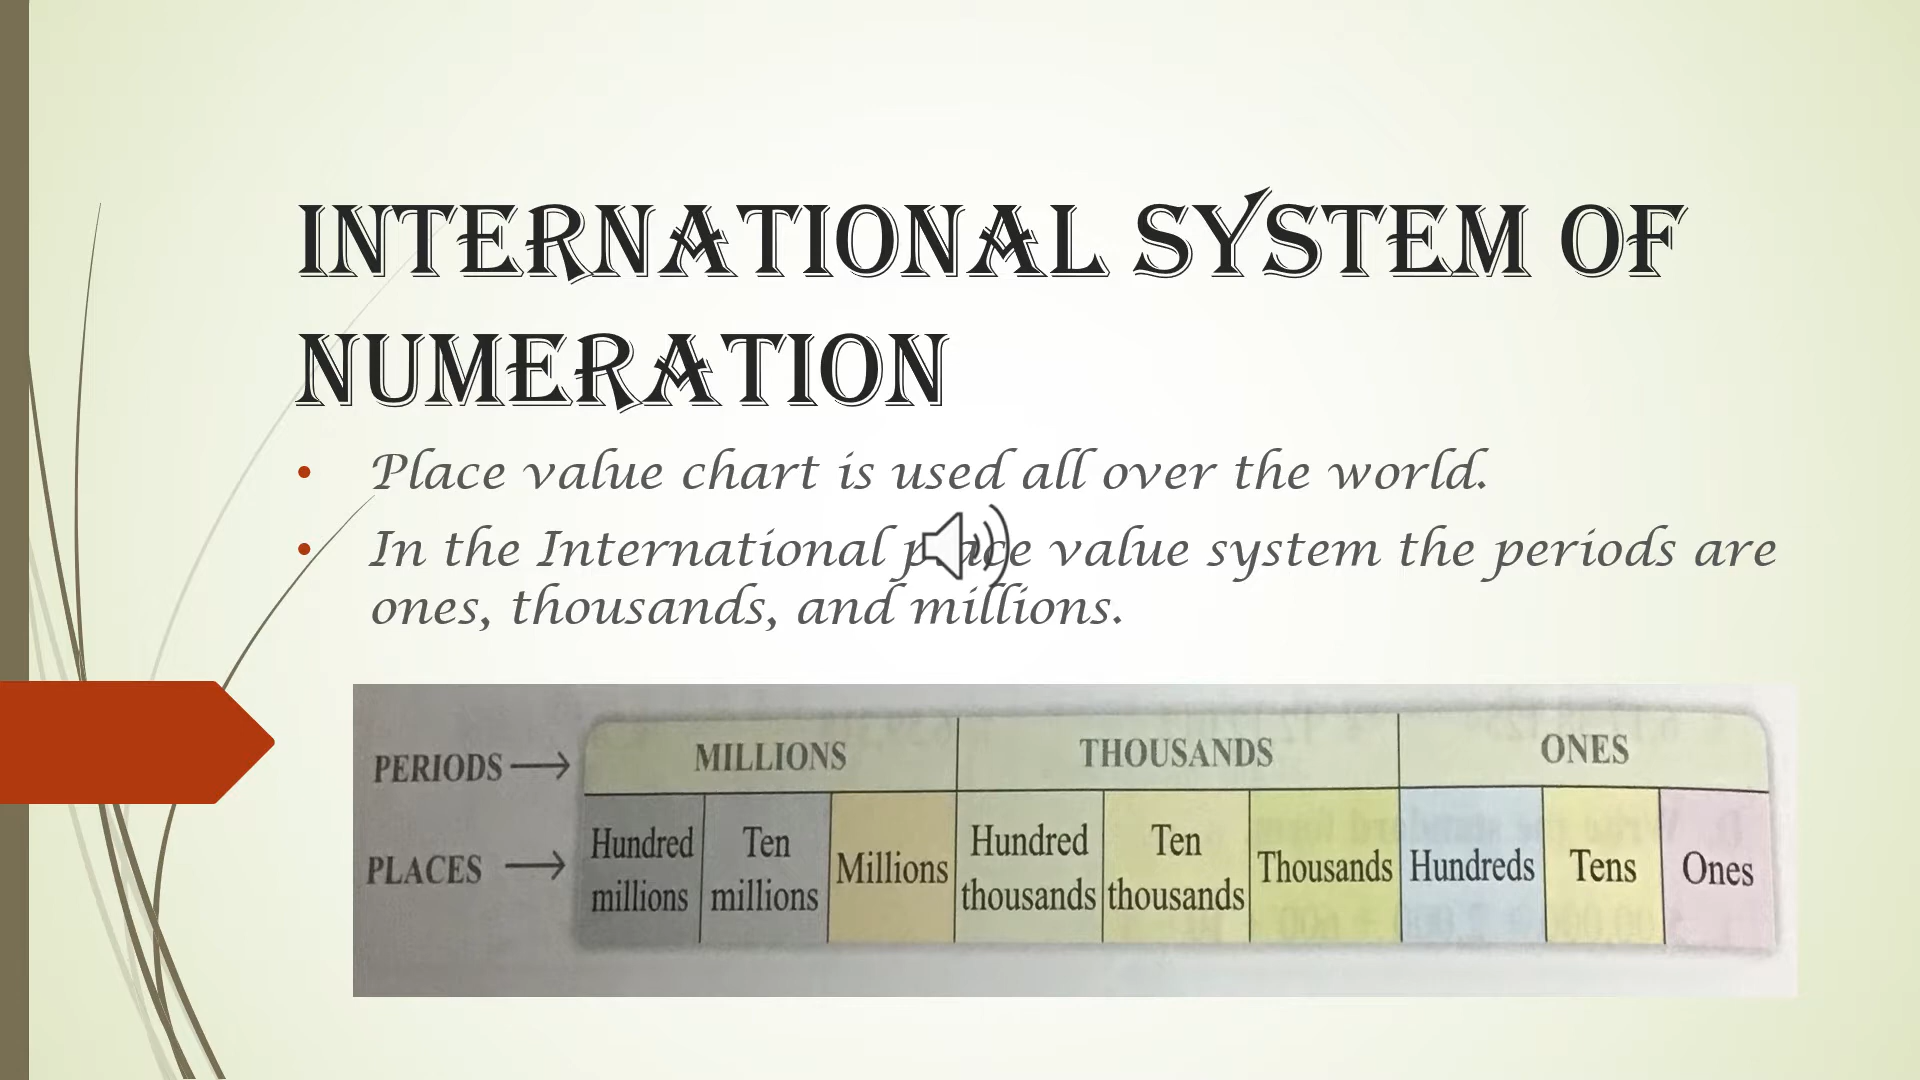 INTERNATIONAL SYSTEM OF
NUMERATION
• Place value chart is used all over the world.
• In the International place value system the periods are
ones, thousands, and millions.
PERIODS → MILLIONS THOUSANDS ONES
PLACES → Hundred millions Ten millions Millions Hundred thousands Ten thousands Thousands Hundreds Tens Ones